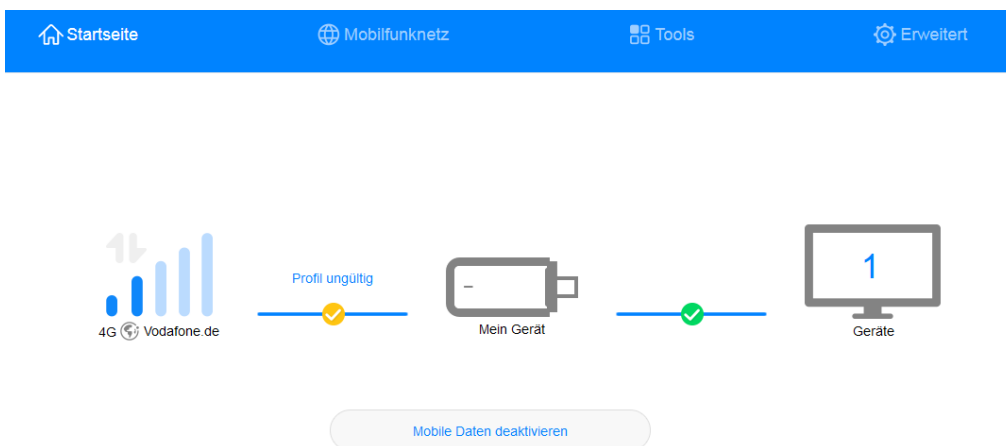 Startseite
Mobilfunknetz
Tools
Erweitert
Profil ungültig
1
4G Vodafone.de
Mein Gerät
Geräte
Mobile Daten deaktivieren